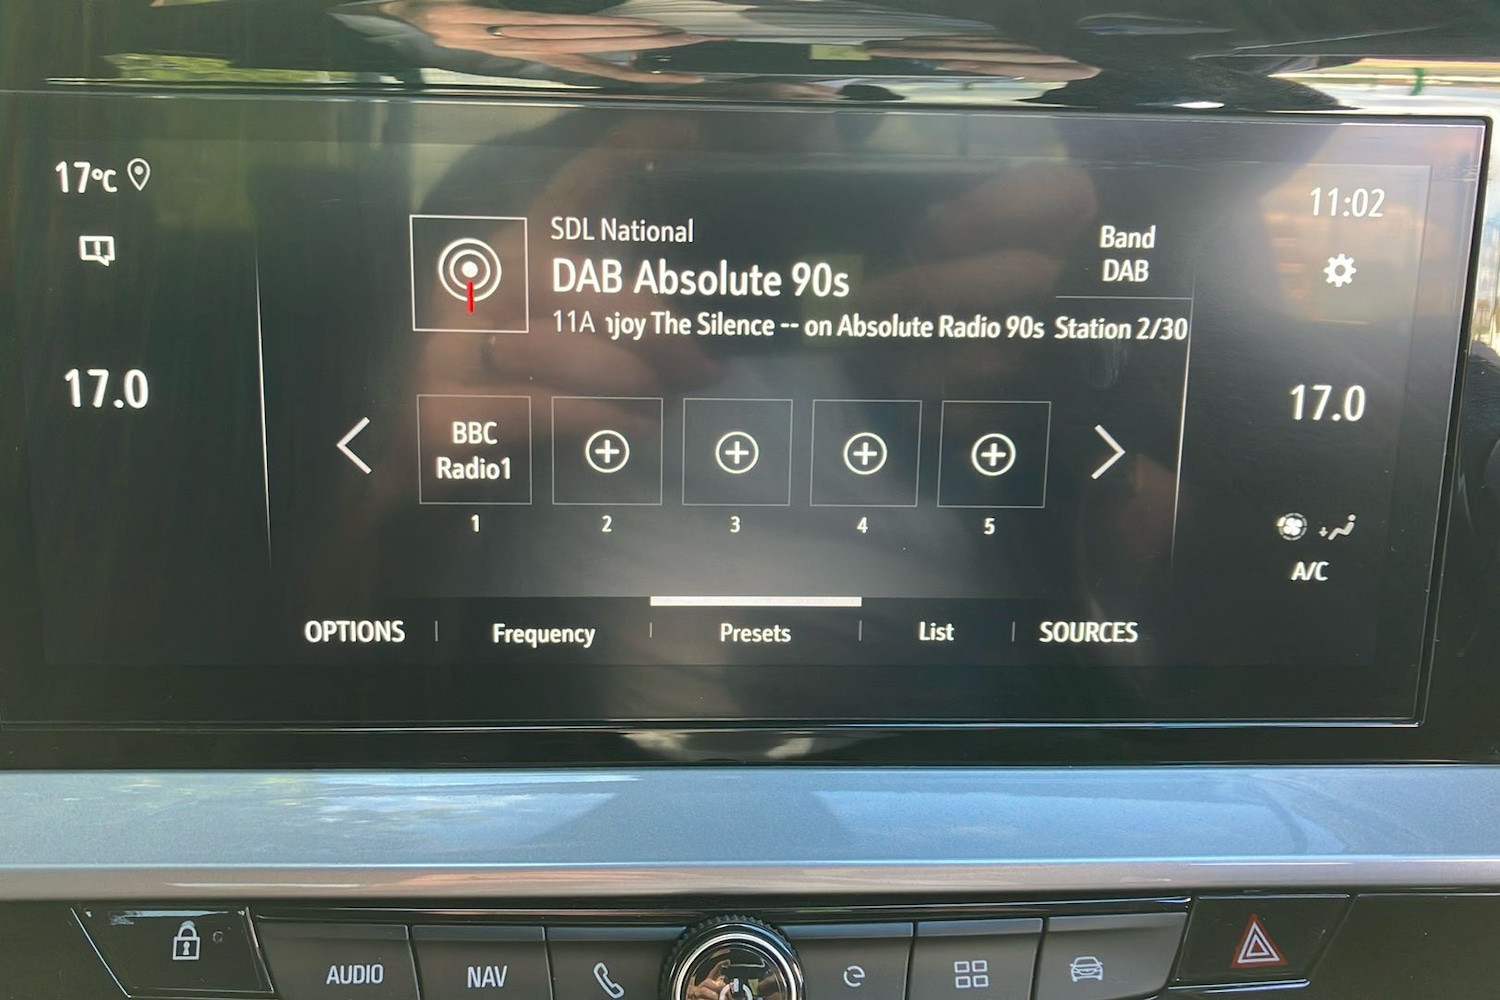 17°C
11:02
SDL National
DAB Absolute 90s
11A njoy The Silence -- on Absolute Radio 90s
Station 2/30
Band
DAB
17.0
17.0
BBC
Radio1
1
2
3
4
5
A/C
OPTIONS
Frequency
Presets
List
SOURCES
AUDIO
NAV